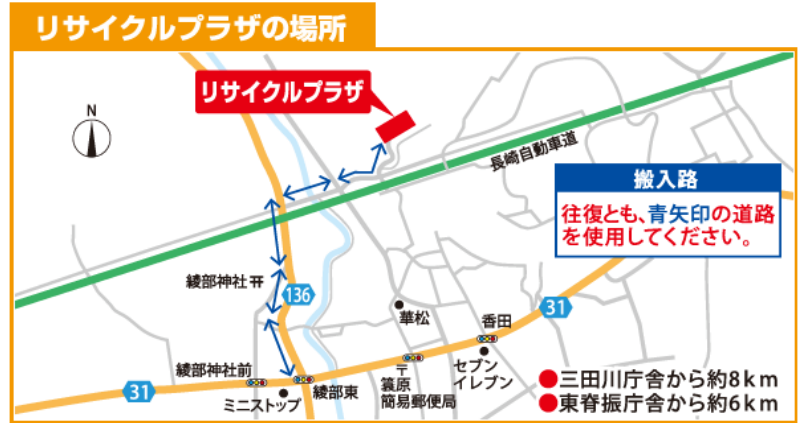 リサイクルプラザの場所
リサイクルプラザ
N
長崎自動車道
搬入路
往復とも、青矢印の道路
を使用してください。
綾部神社
136
31
華松
香田
綾部神社前
セブン
イレブン
〒
簑原
簡易郵便局
31
綾部東
ミニストップ
●三田川庁舎から約8km
●東脊振庁舎から約6km